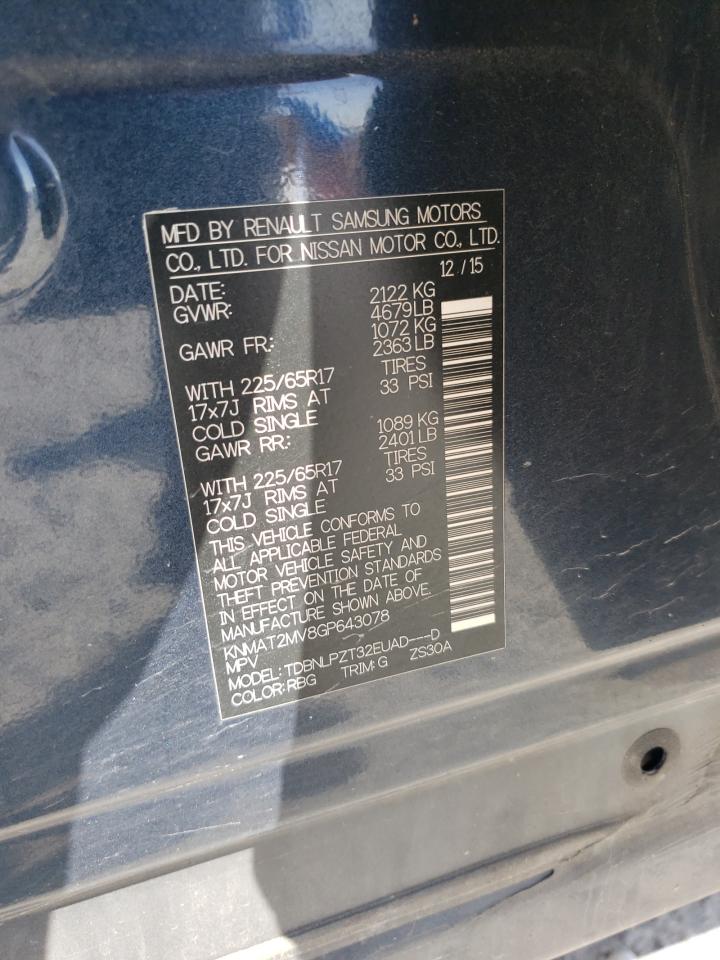 MFD BY RENAULT SAMSUNG MOTORS
CO., LTD. FOR NISSAN MOTOR CO., LTD.
DATE: 12 / 15
GVWR: 2122 KG
4679 LB
GAWR FR: 1072 KG
2363 LB
WITH 225/65R17 TIRES
17x7J RIMS AT 33 PSI
COLD SINGLE
GAWR RR: 1089 KG
2401 LB
WITH 225/65R17 TIRES
17x7J RIMS AT 33 PSI
COLD SINGLE
THIS VEHICLE CONFORMS TO
ALL APPLICABLE FEDERAL
MOTOR VEHICLE SAFETY AND
THEFT PREVENTION STANDARDS
IN EFFECT ON THE DATE OF
MANUFACTURE SHOWN ABOVE.
KNMAT2MV8GP643078
MPV
MODEL: TDBNLPZT32EUAD---D
COLOR: RBG TRIM: G ZS30A